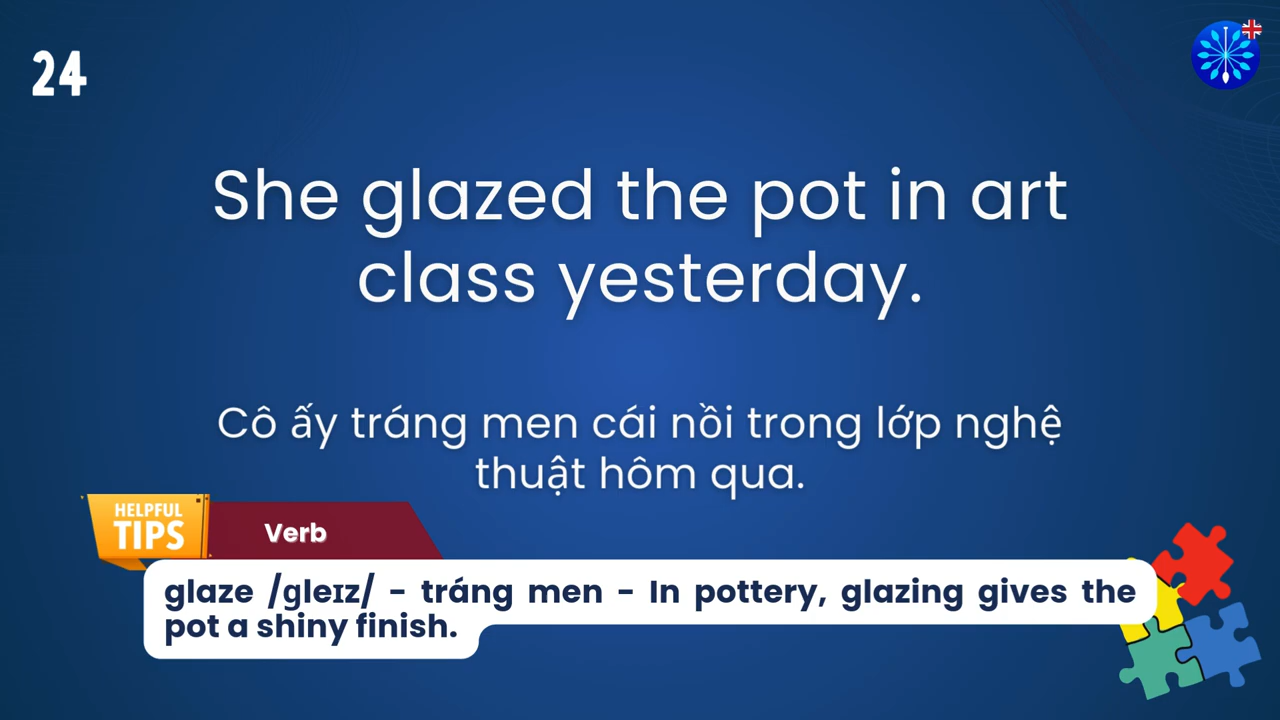 24
She glazed the pot in art
class yesterday.
Cô ấy tráng men cái nồi trong lớp nghệ
thuật hôm qua.
HELPFUL
TIPS
Verb
glaze /ɡleɪz/ - tráng men - In pottery, glazing gives the
pot a shiny finish.